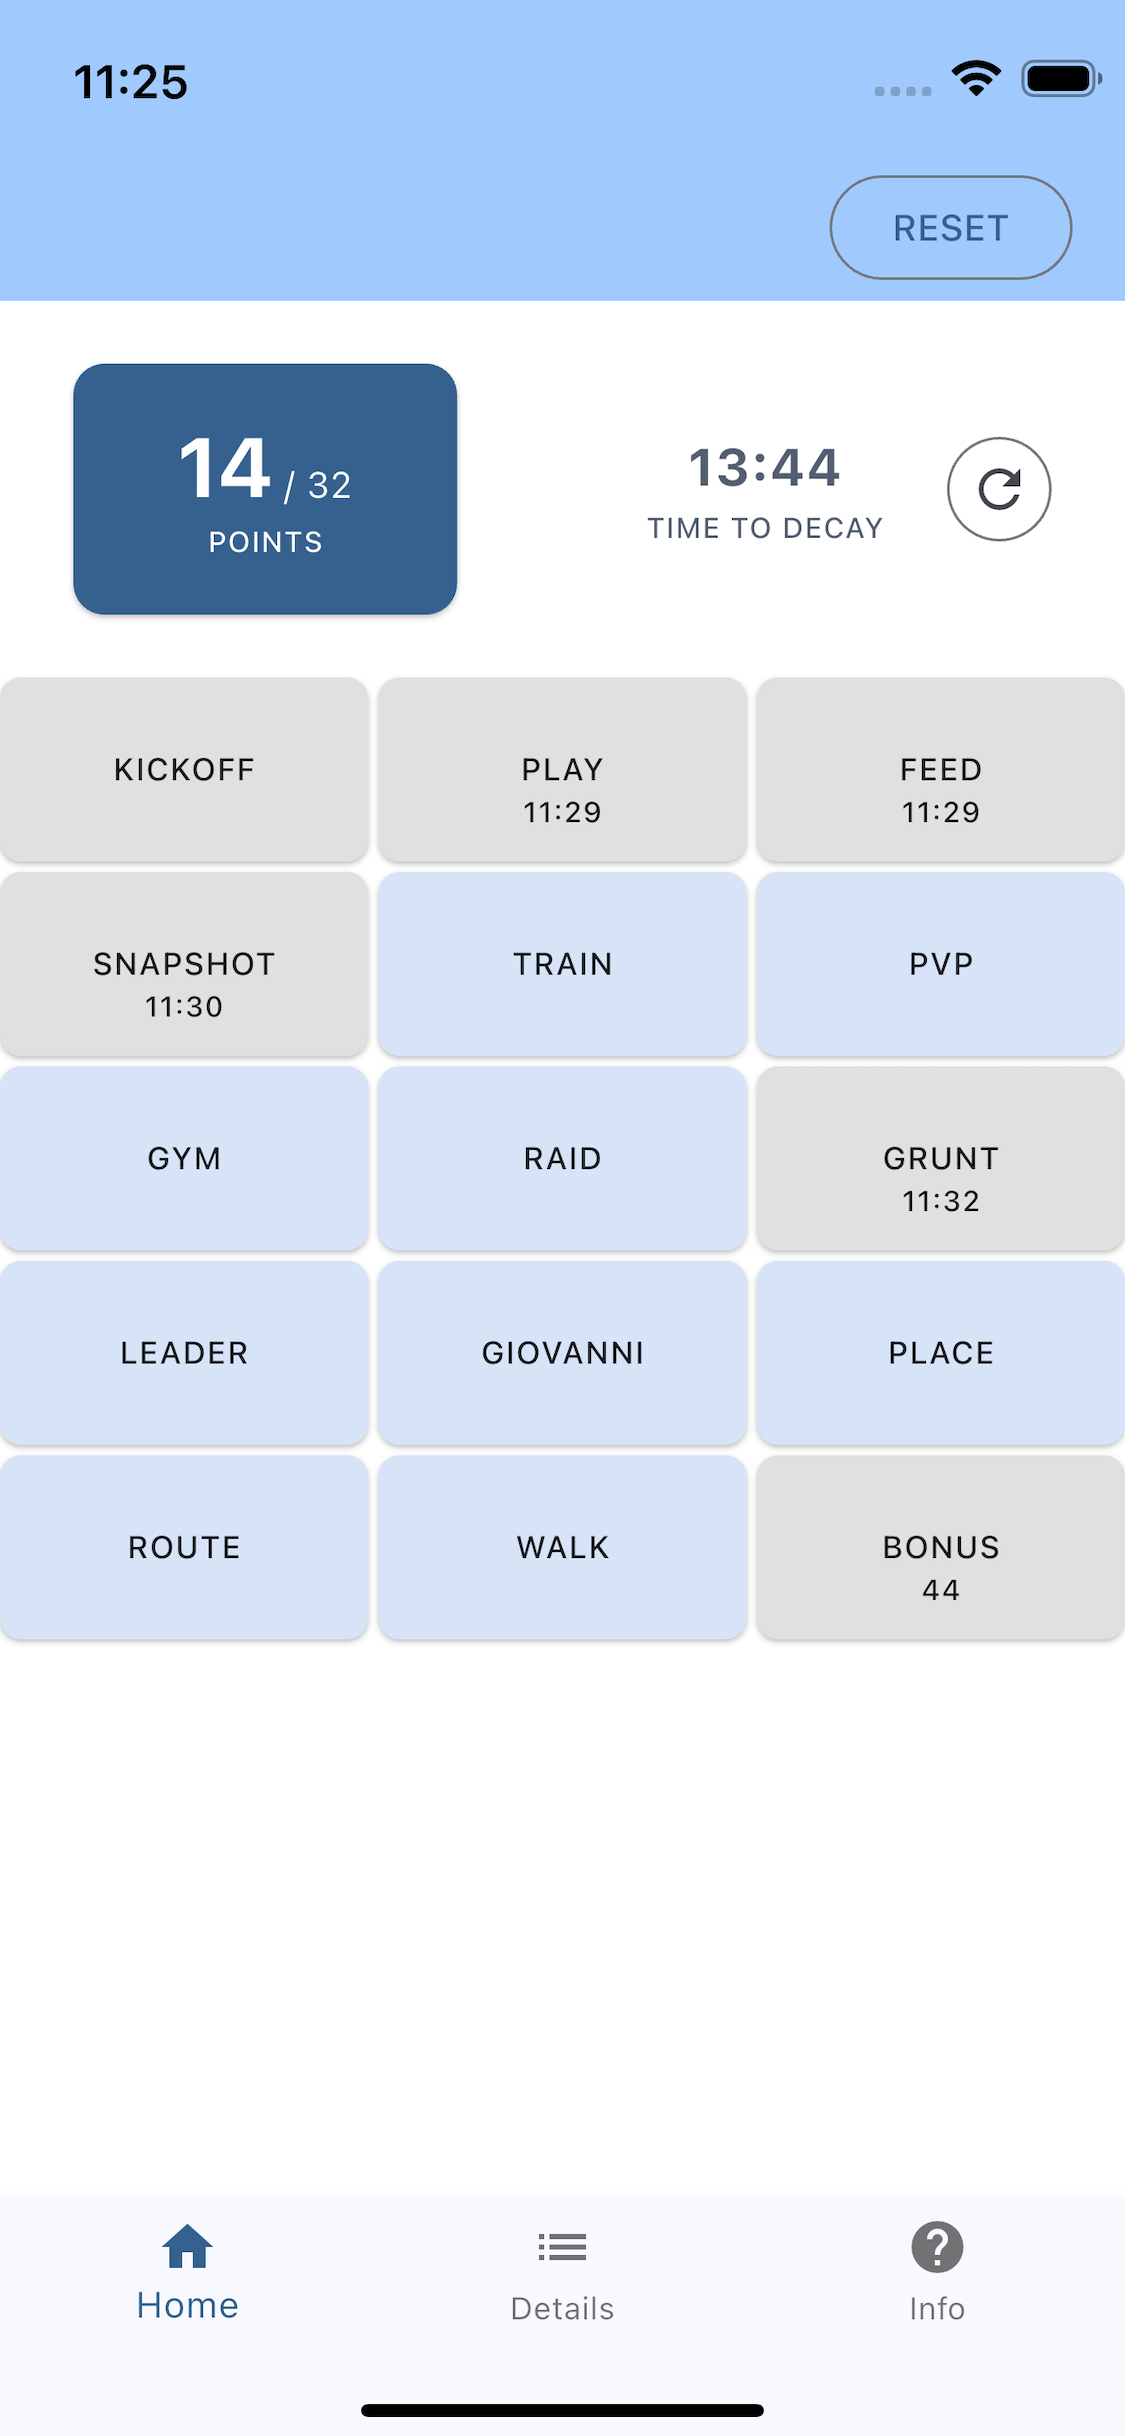 11:25
RESET
14 / 32
POINTS
13:44
TIME TO DECAY
KICKOFF
PLAY
11:29
FEED
11:29
SNAPSHOT
11:30
TRAIN
PVP
GYM
RAID
GRUNT
11:32
LEADER
GIOVANNI
PLACE
ROUTE
WALK
BONUS
44
Home
Details
Info